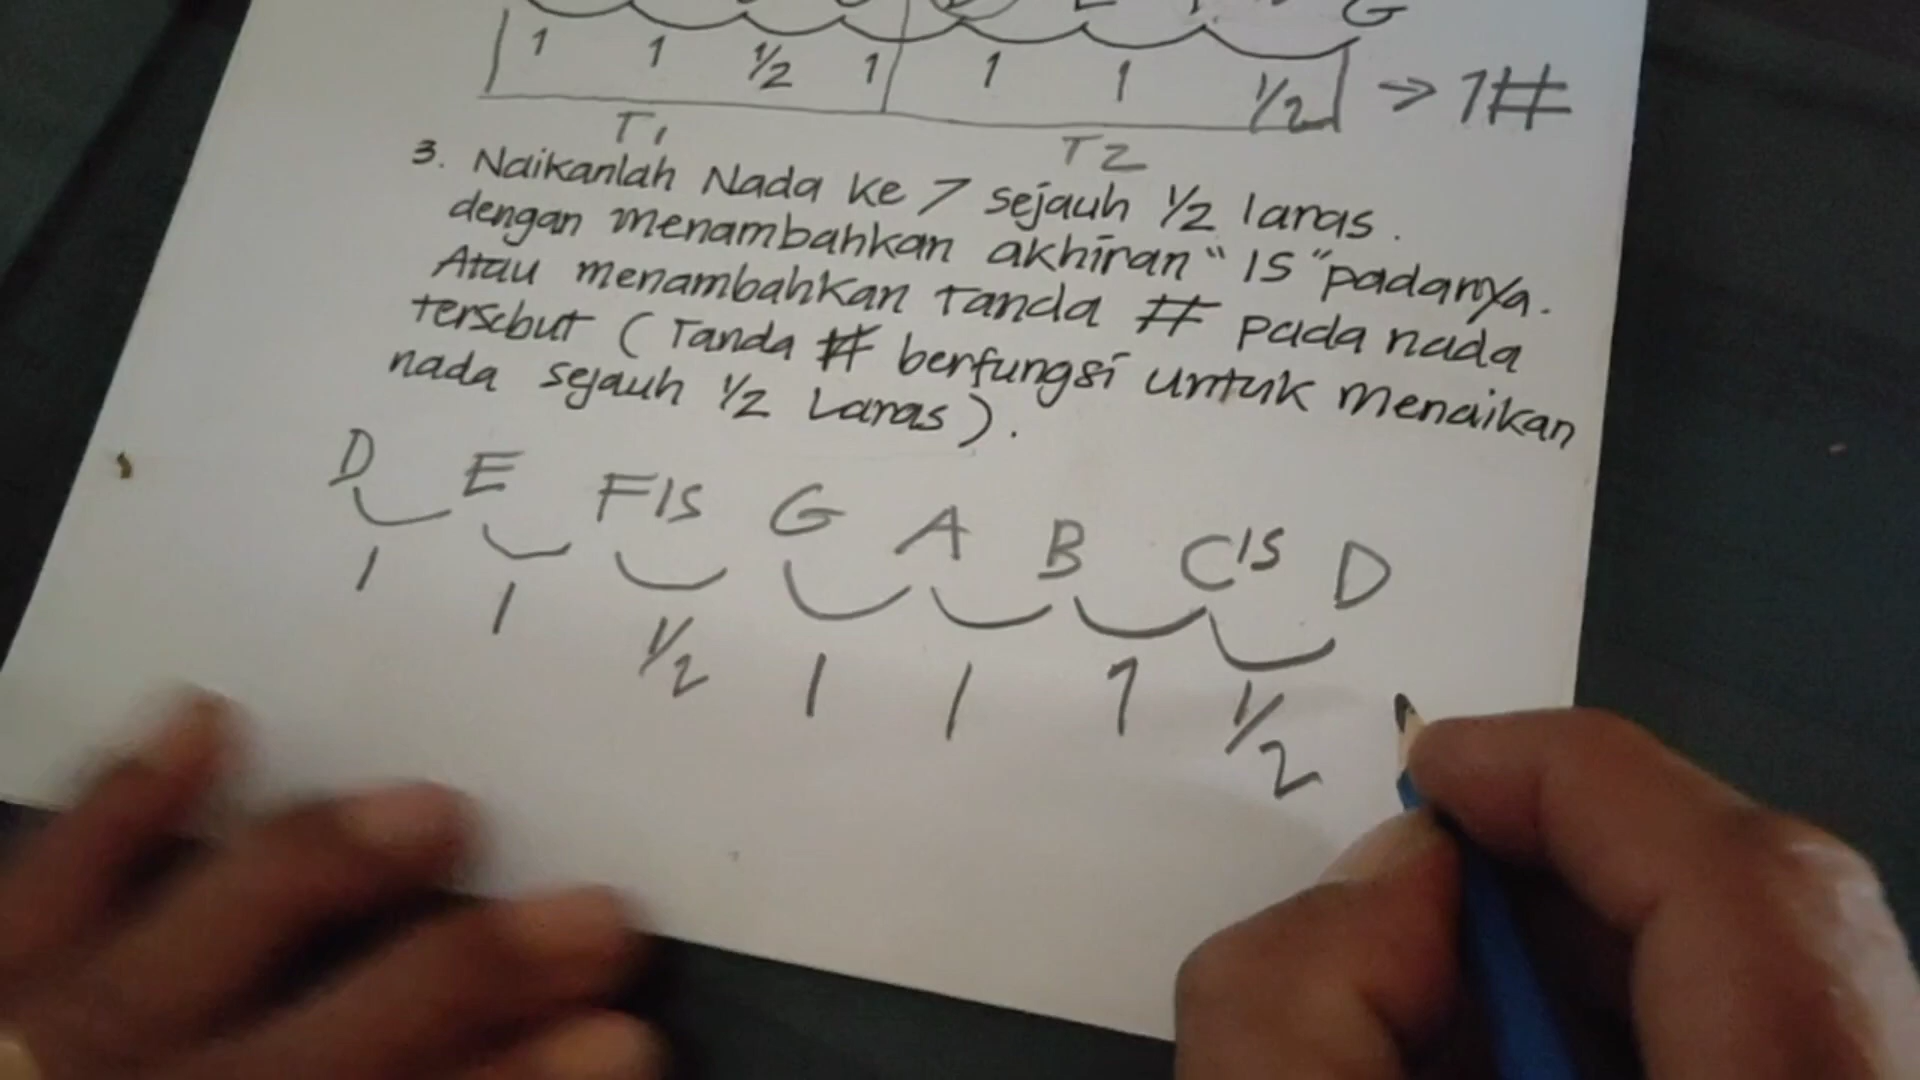 G
1 1 1/2 1 1 1 1/2 → 1#
T1 T2
3. Naikanlah Nada ke 7 sejauh 1/2 laras.
dengan menambahkan akhiran "IS" padanya.
Atau menambahkan Tanda # pada nada
tersebut (Tanda # berfungsi untuk menaikan
nada sejauh 1/2 Laras).
D E FIS G A B CIS D
1 1 1/2 1 1 1 1/2